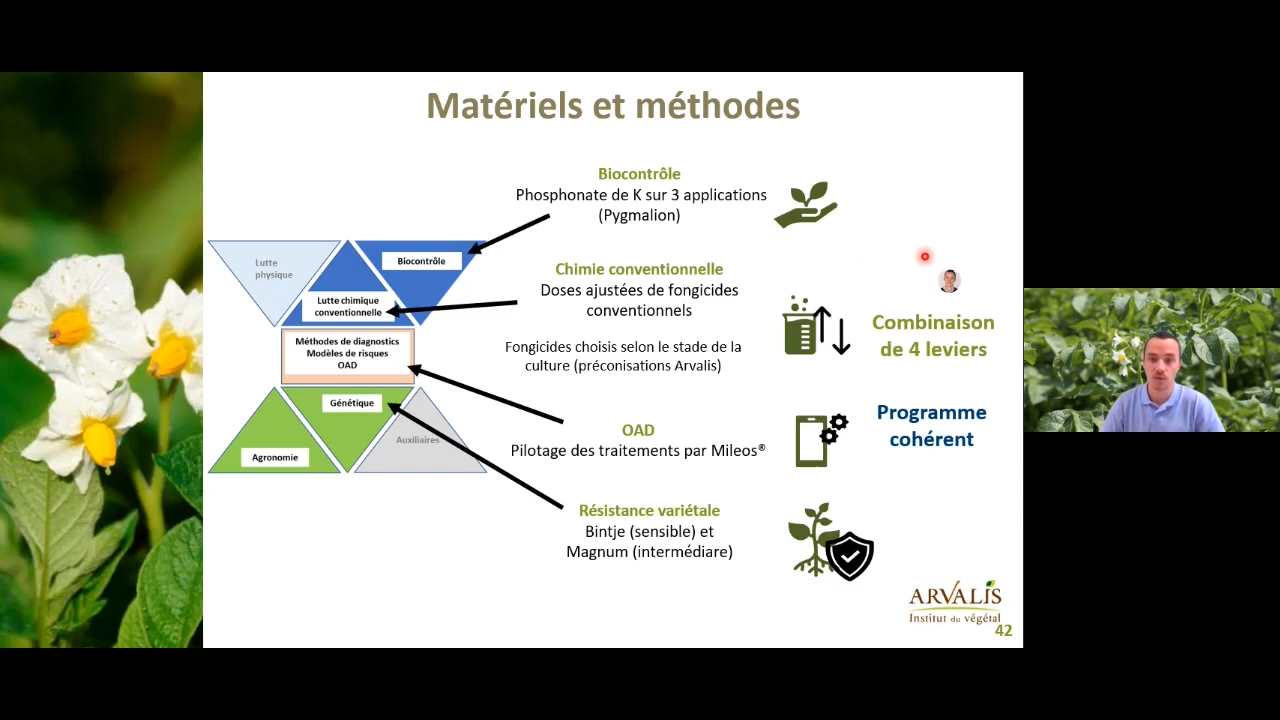 Matériels et méthodes
Biocontrôle
Phosphonate de K sur 3 applications
(Pygmalion)
Lutte
physique
Biocontrôle
Lutte chimique
conventionnelle
Méthodes de diagnostics
Modèles de risques
OAD
Génétique
Agronomie
Auxiliaires
Chimie conventionnelle
Doses ajustées de fongicides
conventionnels
Fongicides choisis selon le stade de la
culture (préconisations Arvalis)
OAD
Pilotage des traitements par Mileos®
Résistance variétale
Bintje (sensible) et
Magnum (intermédiare)
Combinaison
de 4 leviers
Programme
cohérent
ARVALIS
Institut du végétal
42